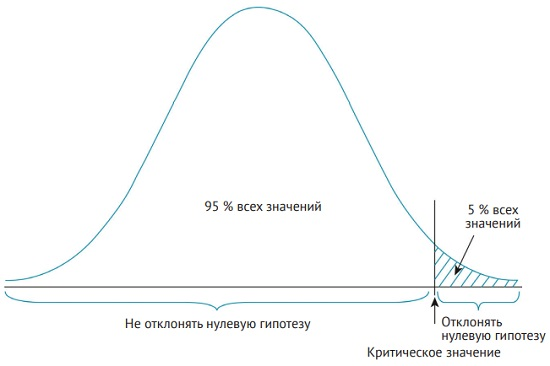 95 % всех значений
5 % всех
значений
Не отклонять нулевую гипотезу
Отклонять
нулевую гипотезу
Критическое значение